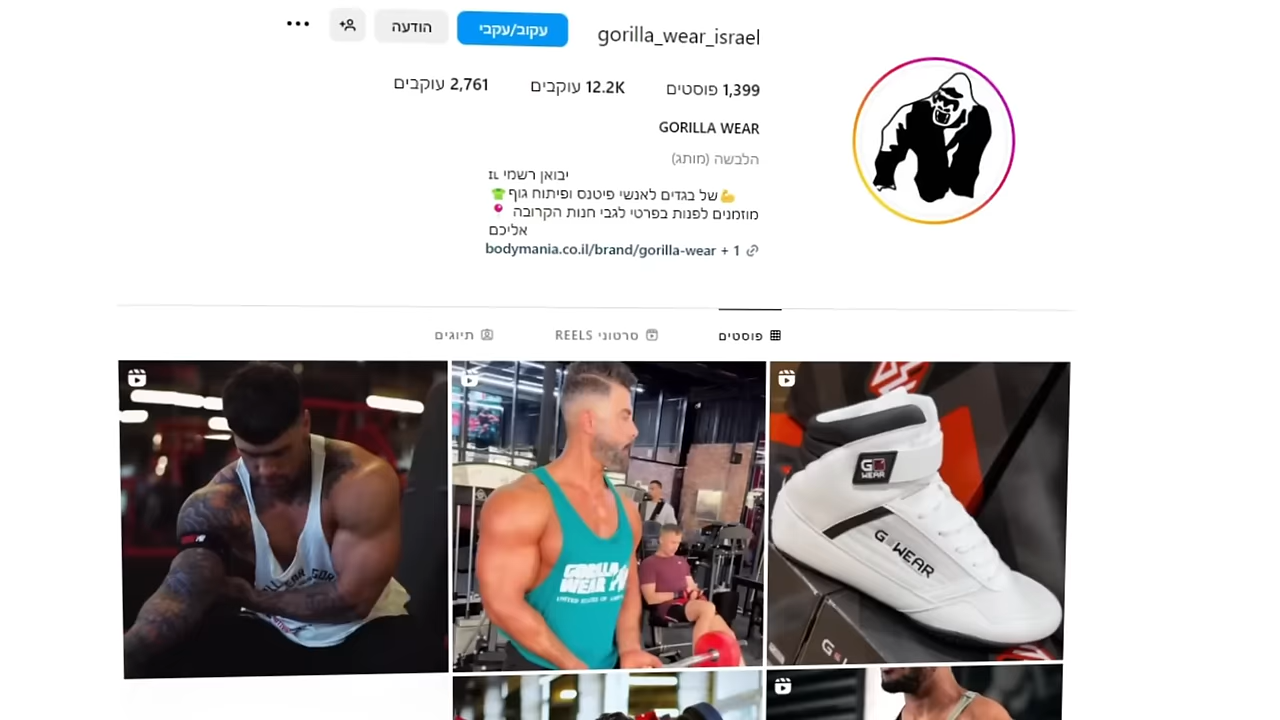 gorilla_wear_israel
עקוב/עקבי
הודעה
1,399 פוסטים
12.2K עוקבים
2,761 עוקבים
GORILLA WEAR
הלבשה (מותג)
יבואן רשמי IL
💪של בגדים לאנשי פיטנס ופיתוח גוף👕
מוזמנים לפנות בפרטי לגבי חנות הקרובה 📍
אליכם
bodymania.co.il/brand/gorilla-wear + 1
פוסטים
סרטוני REELS
תיוגים
GORILLA
WEAR
GW
WEAR
G WEAR